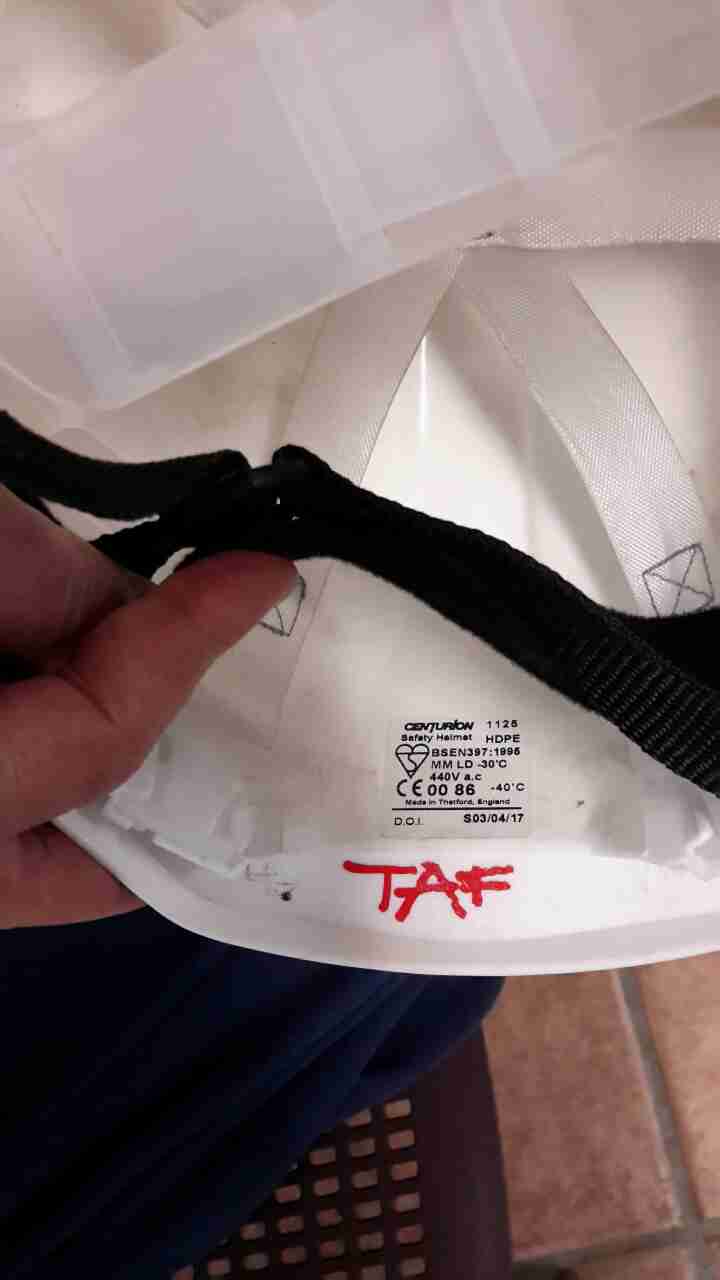 CENTURION 1125
Safety Helmet HDPE
BSEN397:1995
MM LD -30°C
440V a.c
CE 00 86 -40°C
Made in Thetford, England
D.O.I. S03/04/17
TAF